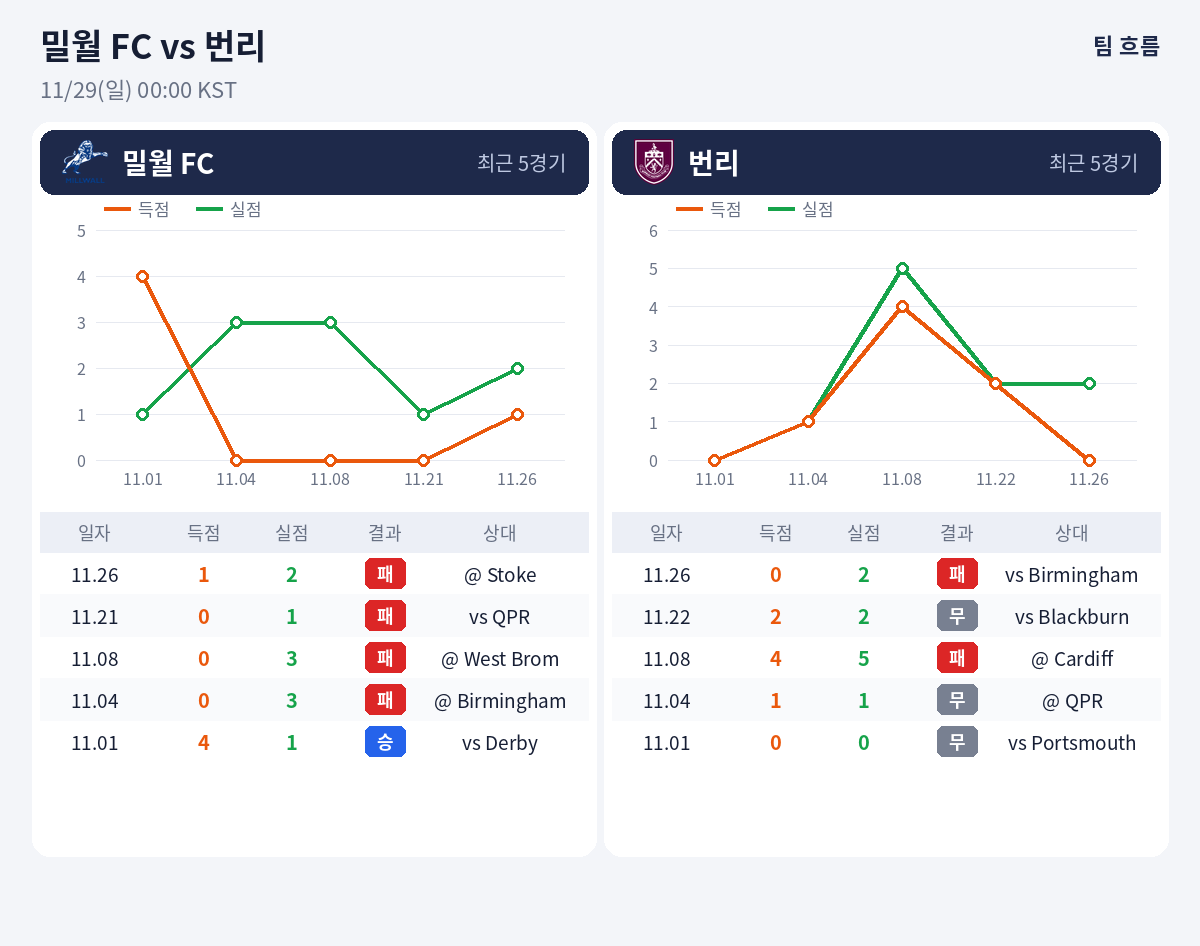 밀월 FC vs 번리
팀 흐름
11/29(일) 00:00 KST
밀월 FC
최근 5경기
득점 실점
5
4
3
2
1
0
11.01 11.04 11.08 11.21 11.26
일자 득점 실점 결과 상대
11.26 1 2 패 @ Stoke
11.21 0 1 패 vs QPR
11.08 0 3 패 @ West Brom
11.04 0 3 패 @ Birmingham
11.01 4 1 승 vs Derby
번리
최근 5경기
득점 실점
6
5
4
3
2
1
0
11.01 11.04 11.08 11.22 11.26
일자 득점 실점 결과 상대
11.26 0 2 패 vs Birmingham
11.22 2 2 무 vs Blackburn
11.08 4 5 패 @ Cardiff
11.04 1 1 무 @ QPR
11.01 0 0 무 vs Portsmouth